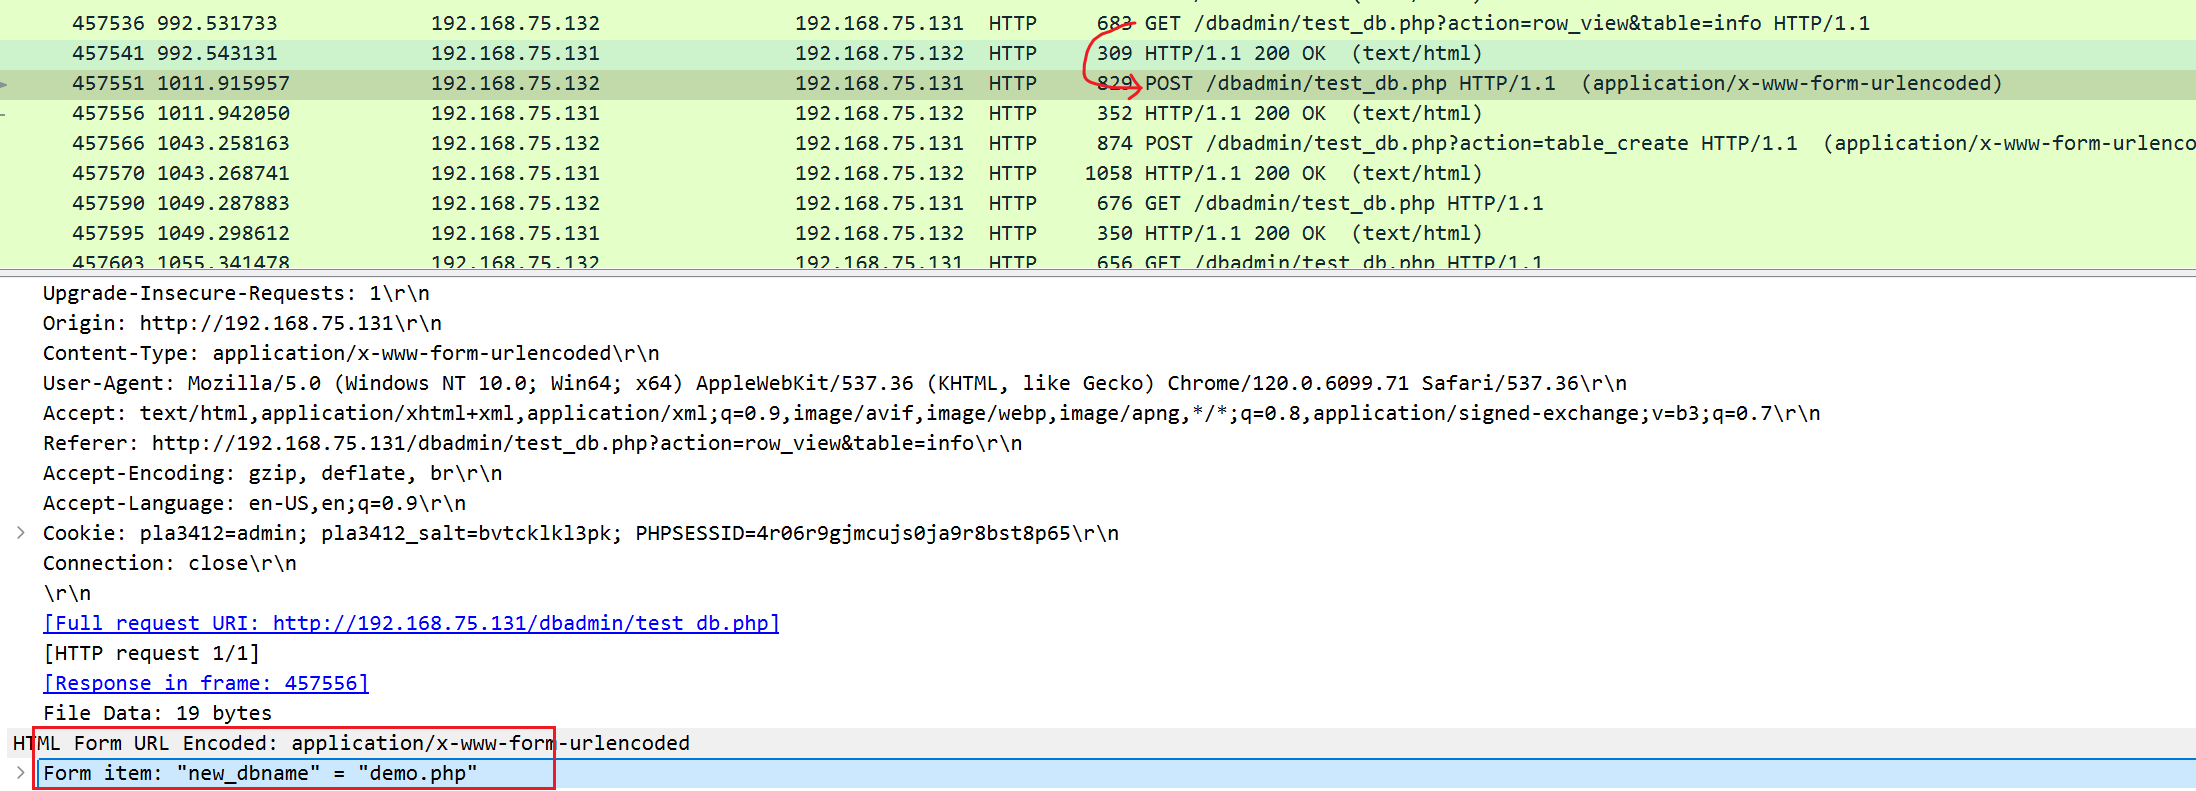 457536 992.531733 192.168.75.132 192.168.75.131 HTTP 683 GET /dbadmin/test_db.php?action=row_view&table=info HTTP/1.1
457541 992.543131 192.168.75.131 192.168.75.132 HTTP 309 HTTP/1.1 200 OK (text/html)
457551 1011.915957 192.168.75.132 192.168.75.131 HTTP 829 POST /dbadmin/test_db.php HTTP/1.1 (application/x-www-form-urlencoded)
457556 1011.942050 192.168.75.131 192.168.75.132 HTTP 352 HTTP/1.1 200 OK (text/html)
457566 1043.258163 192.168.75.132 192.168.75.131 HTTP 874 POST /dbadmin/test_db.php?action=table_create HTTP/1.1 (application/x-www-form-urlenco
457570 1043.268741 192.168.75.131 192.168.75.132 HTTP 1058 HTTP/1.1 200 OK (text/html)
457590 1049.287883 192.168.75.132 192.168.75.131 HTTP 676 GET /dbadmin/test_db.php HTTP/1.1
457595 1049.298612 192.168.75.131 192.168.75.132 HTTP 350 HTTP/1.1 200 OK (text/html)
457603 1055.341478 192.168.75.132 192.168.75.131 HTTP 656 GET /dbadmin/test_db.php HTTP/1.1
Upgrade-Insecure-Requests: 1\r\n
Origin: http://192.168.75.131\r\n
Content-Type: application/x-www-form-urlencoded\r\n
User-Agent: Mozilla/5.0 (Windows NT 10.0; Win64; x64) AppleWebKit/537.36 (KHTML, like Gecko) Chrome/120.0.6099.71 Safari/537.36\r\n
Accept: text/html,application/xhtml+xml,application/xml;q=0.9,image/avif,image/webp,image/apng,*/*;q=0.8,application/signed-exchange;v=b3;q=0.7\r\n
Referer: http://192.168.75.131/dbadmin/test_db.php?action=row_view&table=info\r\n
Accept-Encoding: gzip, deflate, br\r\n
Accept-Language: en-US,en;q=0.9\r\n
Cookie: pla3412=admin; pla3412_salt=bvtcklkl3pk; PHPSESSID=4r06r9gjmcujs0ja9r8bst8p65\r\n
Connection: close\r\n
\r\n
[Full request URI: http://192.168.75.131/dbadmin/test_db.php]
[HTTP request 1/1]
[Response in frame: 457556]
File Data: 19 bytes
HTML Form URL Encoded: application/x-www-form-urlencoded
Form item: "new_dbname" = "demo.php"